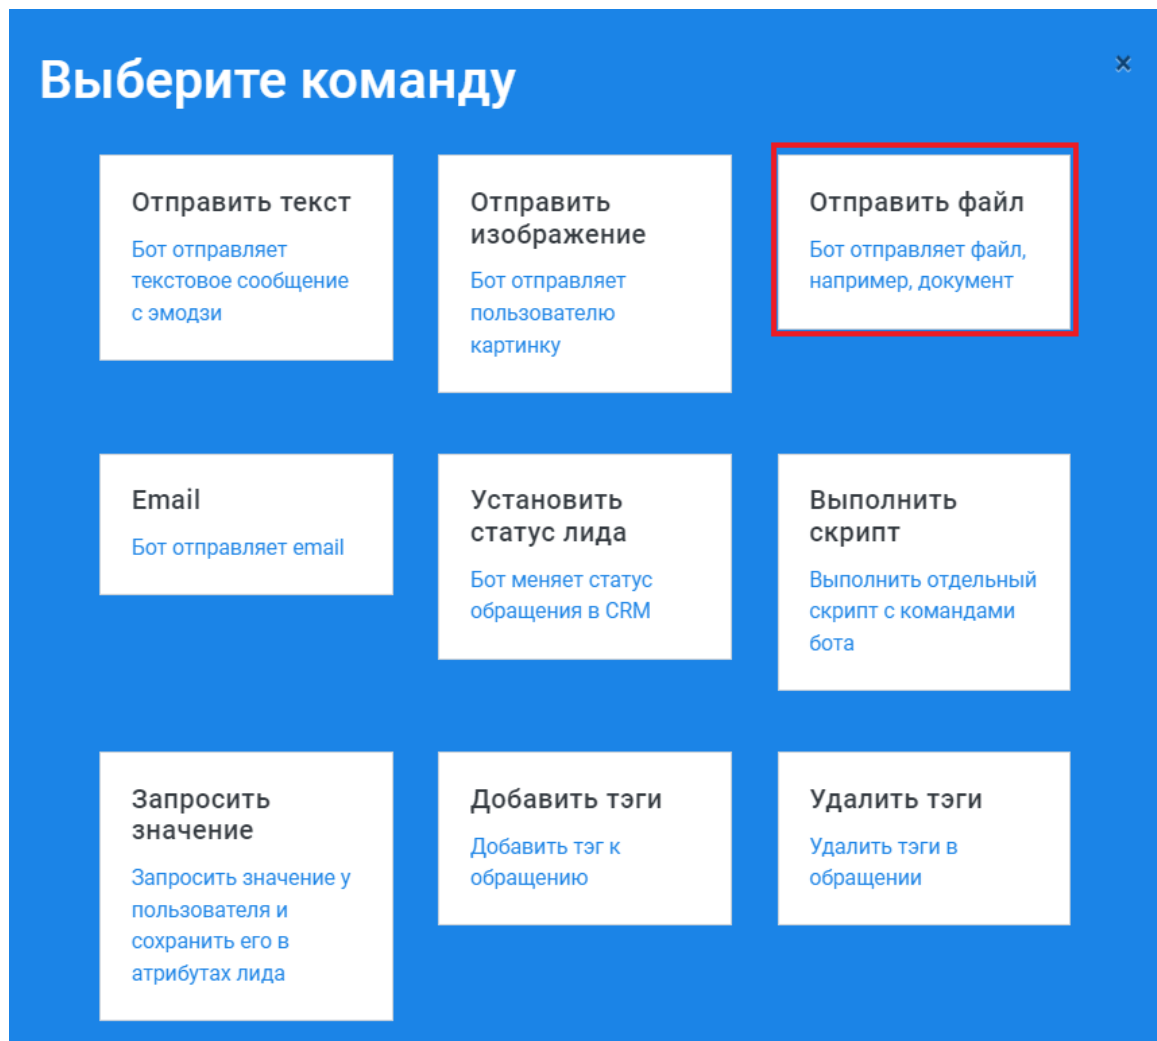 Выберите команду
×
Отправить текст
Бот отправляет
текстовое сообщение
с эмодзи
Отправить
изображение
Бот отправляет
пользователю
картинку
Отправить файл
Бот отправляет файл,
например, документ
Email
Бот отправляет email
Установить
статус лида
Бот меняет статус
обращения в CRM
Выполнить
скрипт
Выполнить отдельный
скрипт с командами
бота
Запросить
значение
Запросить значение у
пользователя и
сохранить его в
атрибутах лида
Добавить тэги
Добавить тэг к
обращению
Удалить тэги
Удалить тэги в
обращении